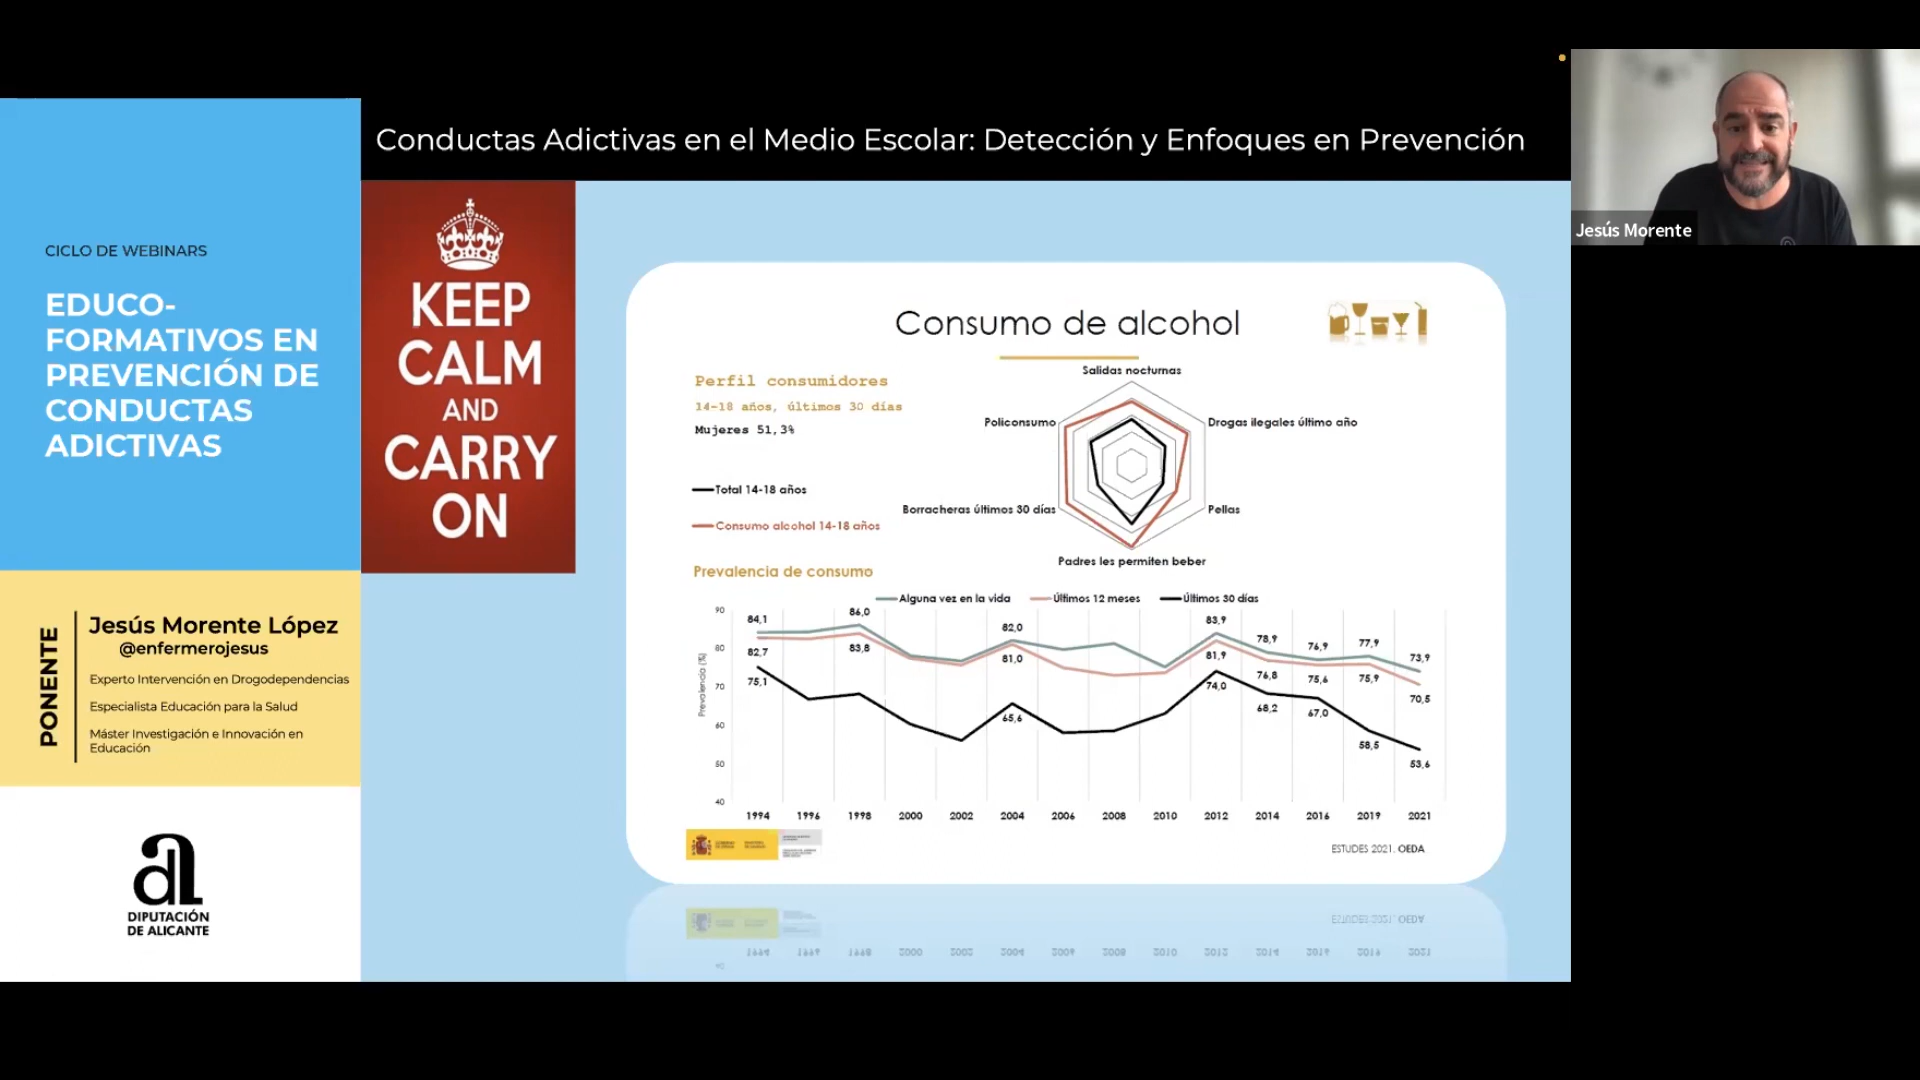 Conductas Adictivas en el Medio Escolar: Detección y Enfoques en Prevención
Jesús Morente
CICLO DE WEBINARS
EDUCO-
FORMATIVOS EN
PREVENCIÓN DE
CONDUCTAS
ADICTIVAS
PONENTE
Jesús Morente López
@enfermerojesus
Experto Intervención en Drogodependencias
Especialista Educación para la Salud
Máster Investigación e Innovación en
Educación
DIPUTACIÓN
DE ALICANTE
KEEP
CALM
AND
CARRY
ON
Consumo de alcohol
Perfil consumidores
14-18 años, últimos 30 días
Mujeres 51,3%
Total 14-18 años
Consumo alcohol 14-18 años
Salidas nocturnas
Policonsumo
Drogas ilegales último año
Borracheras últimos 30 días
Pellas
Padres les permiten beber
Prevalencia de consumo
Alguna vez en la vida
Últimos 12 meses
Últimos 30 días
Prevalencia (%)
90
80
70
60
50
40
84,1
86,0
82,0
83,9
78,9
76,9
77,9
73,9
82,7
83,8
81,0
81,9
76,8
75,6
75,9
70,5
75,1
65,6
74,0
68,2
67,0
58,5
53,6
1994 1996 1998 2000 2002 2004 2006 2008 2010 2012 2014 2016 2019 2021
ESTUDES 2021. OEDA